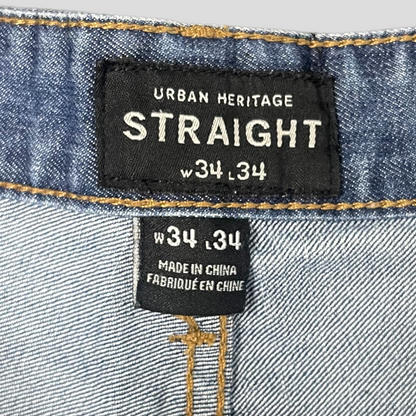 URBAN HERITAGE
STRAIGHT
W34 L34
W34 L34
MADE IN CHINA
FABRIQUÉ EN CHINE